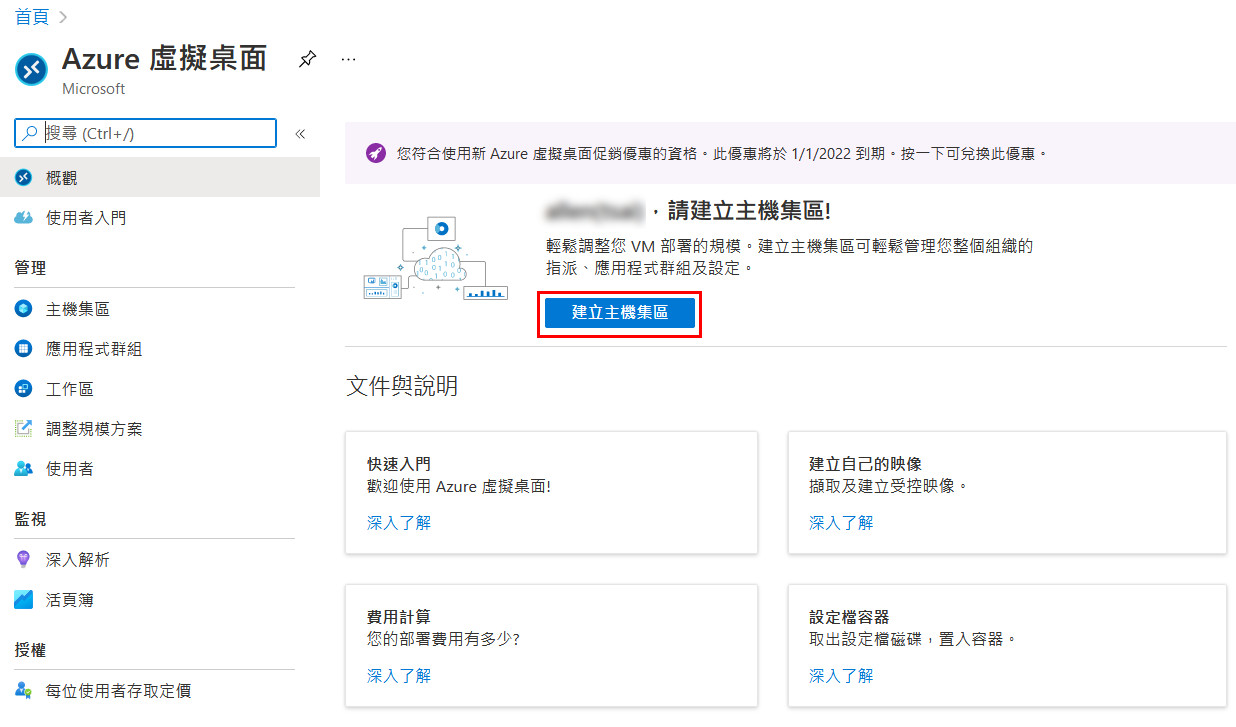 首頁
Azure 虛擬桌面
Microsoft
搜尋 (Ctrl+/)
概觀
使用者入門
管理
主機集區
應用程式群組
工作區
調整規模方案
使用者
監視
深入解析
活頁簿
授權
每位使用者存取定價
您符合使用新 Azure 虛擬桌面促銷優惠的資格。此優惠將於 1/1/2022 到期。按一下可兌換此優惠。
，請建立主機集區!
輕鬆調整您 VM 部署的規模。建立主機集區可輕鬆管理您整個組織的
指派、應用程式群組及設定。
建立主機集區
文件與說明
快速入門
歡迎使用 Azure 虛擬桌面!
深入了解
建立自己的映像
擷取及建立受控映像。
深入了解
費用計算
您的部署費用有多少?
深入了解
設定檔容器
取出設定檔磁碟，置入容器。
深入了解